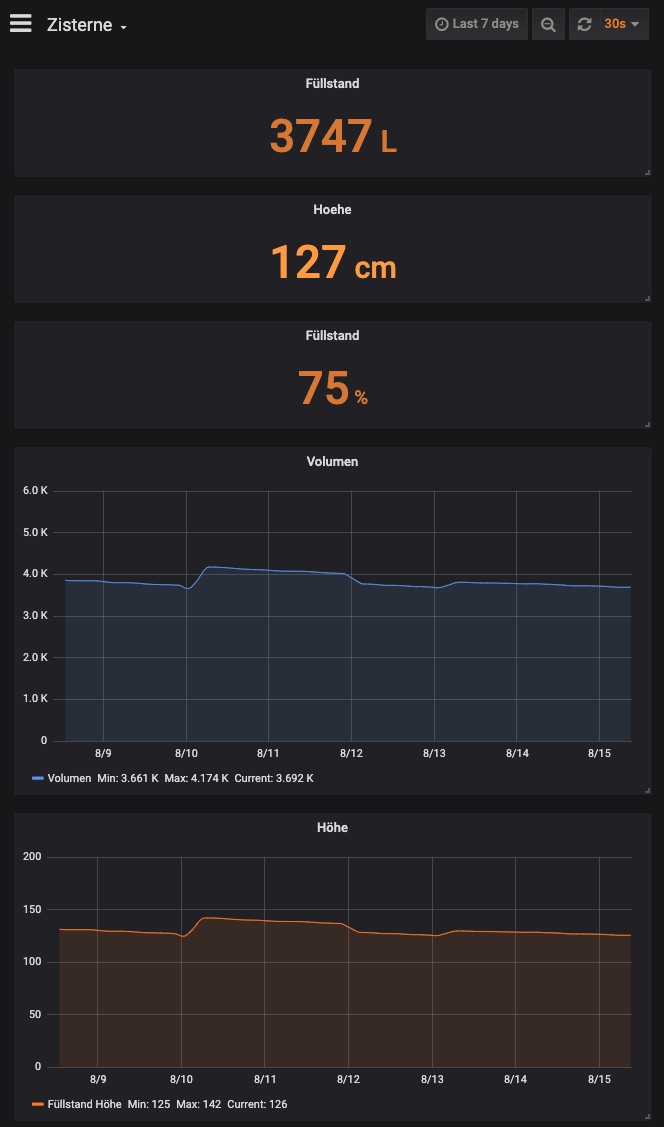 Zisterne
Last 7 days
30s
Füllstand
3747 L
Hoehe
127 cm
Füllstand
75 %
Volumen
6.0 K
5.0 K
4.0 K
3.0 K
2.0 K
1.0 K
0
8/9 8/10 8/11 8/12 8/13 8/14 8/15
Volumen Min: 3.661 K Max: 4.174 K Current: 3.692 K
Höhe
200
150
100
50
0
8/9 8/10 8/11 8/12 8/13 8/14 8/15
Füllstand Höhe Min: 125 Max: 142 Current: 126